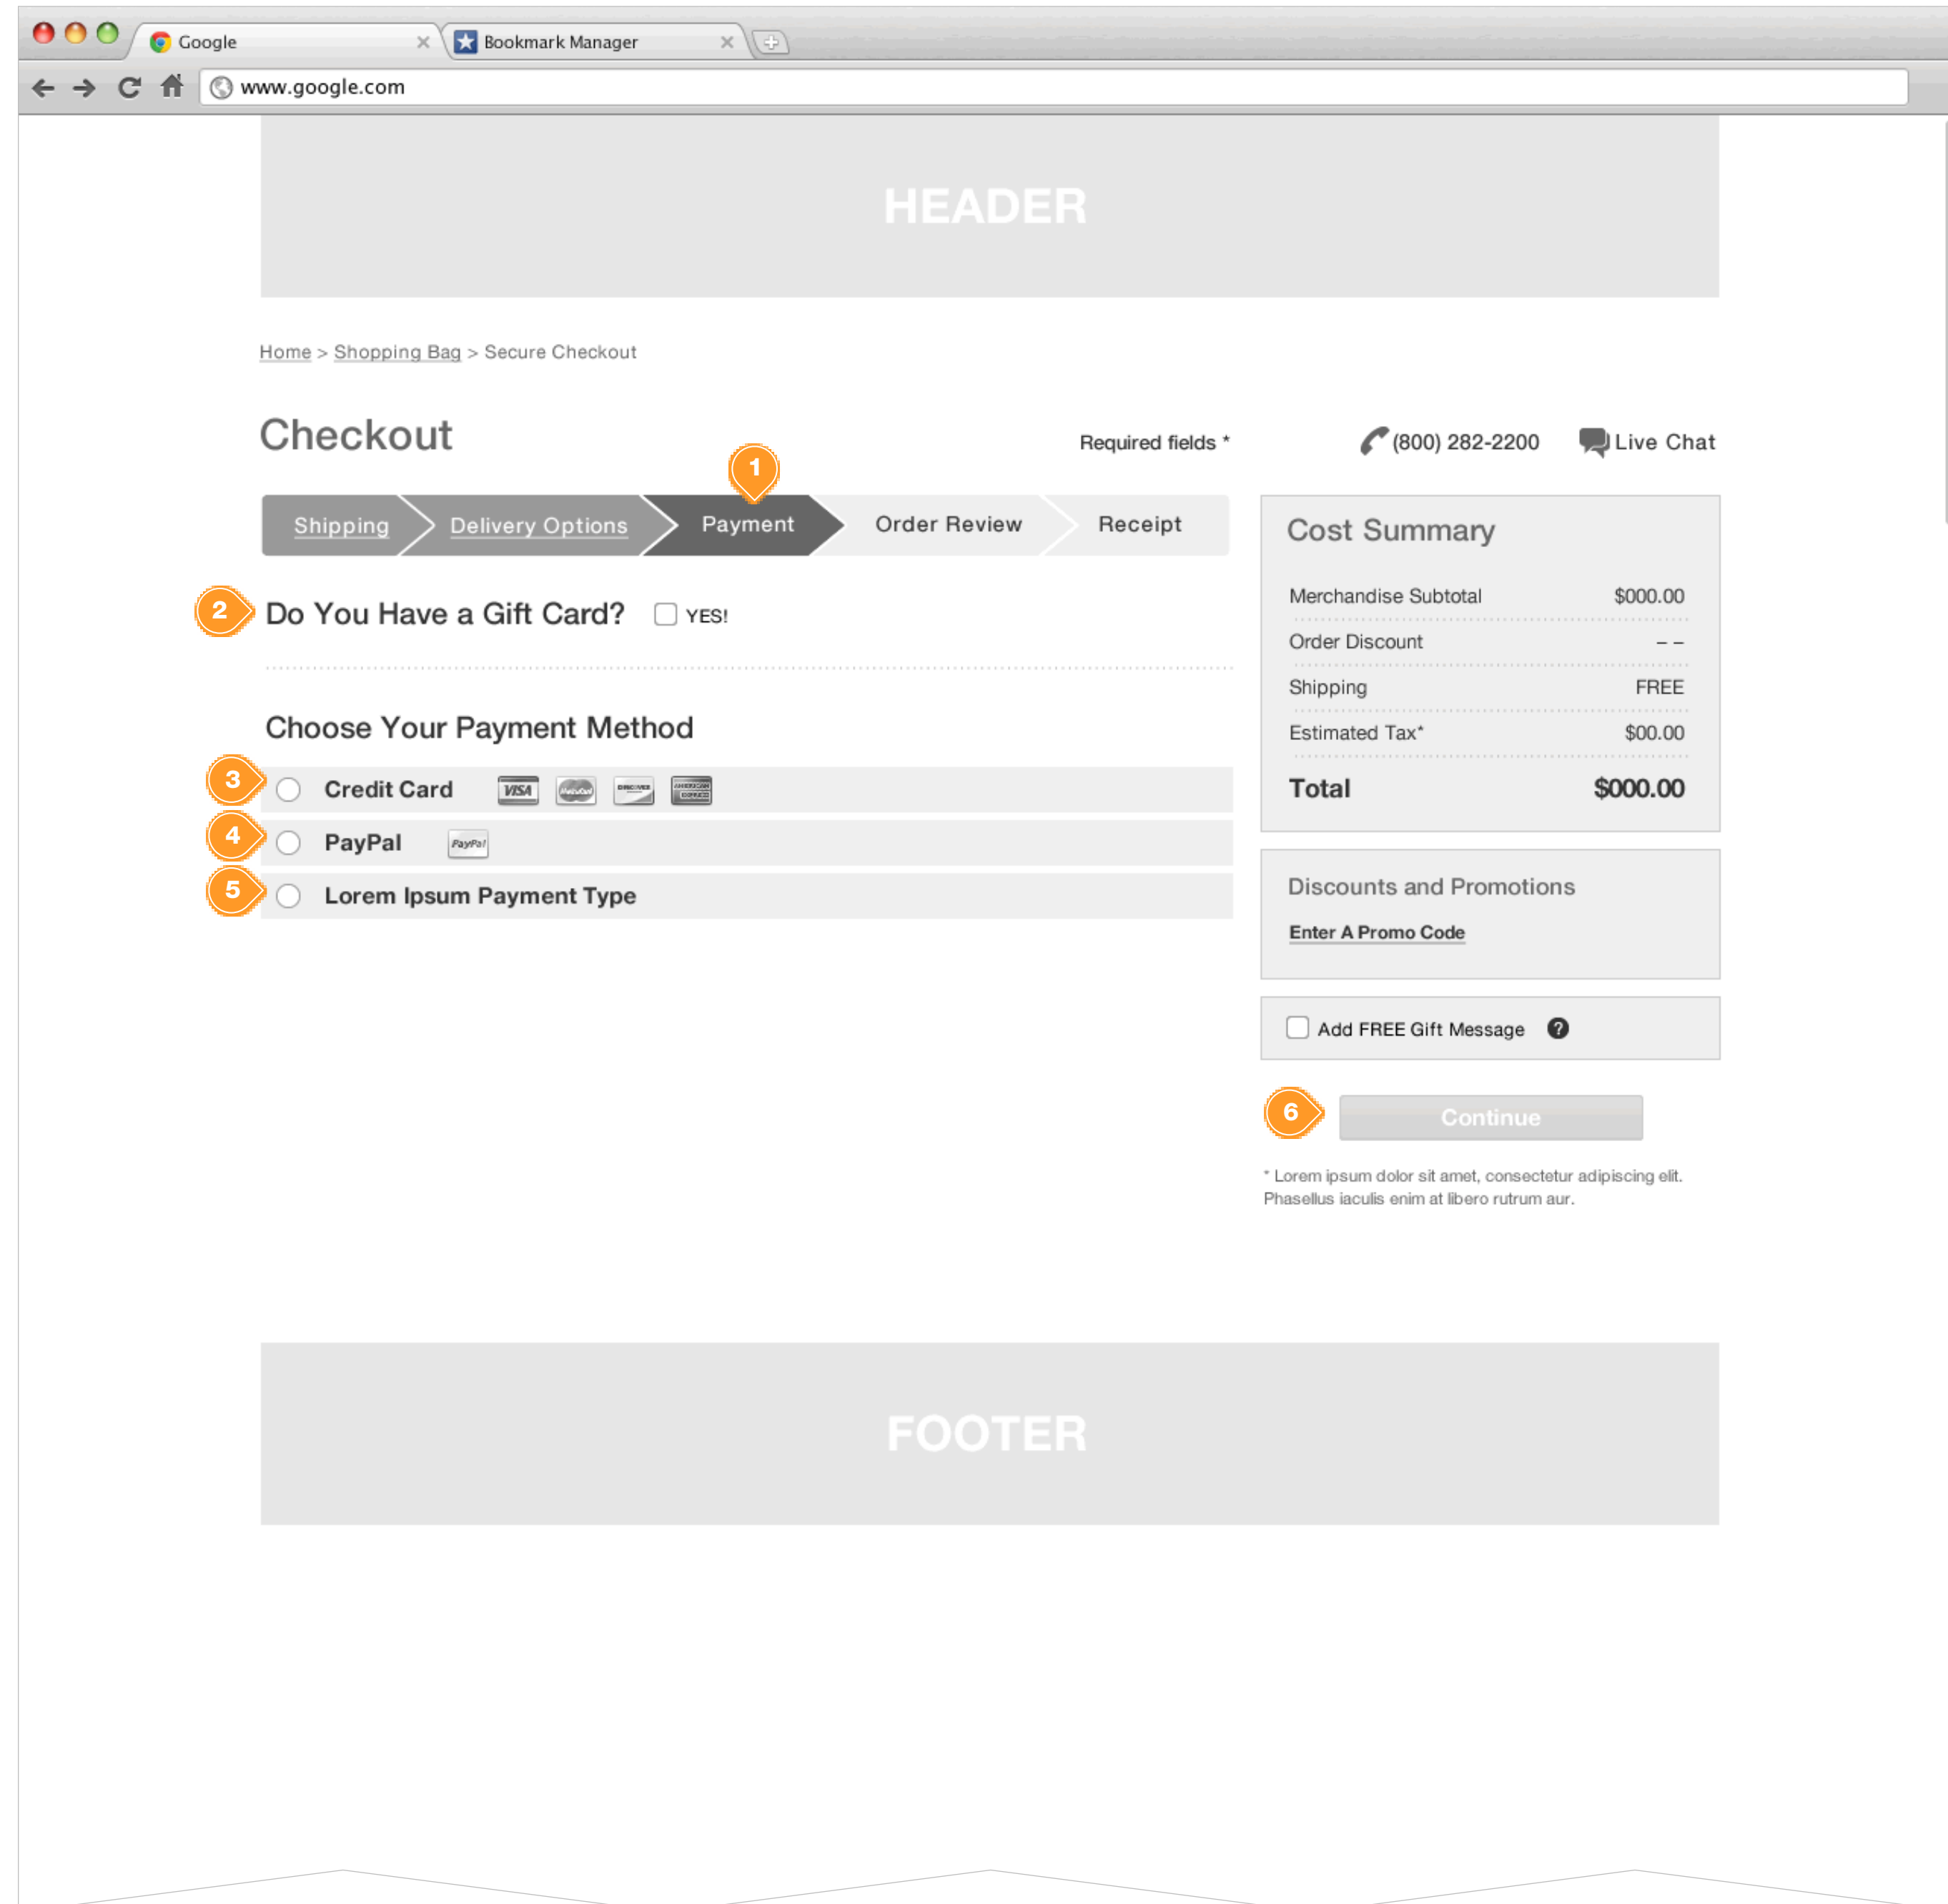 Google
Bookmark Manager
www.google.com
HEADER
Home > Shopping Bag > Secure Checkout
Checkout
Required fields *
(800) 282-2200
Live Chat
1
Shipping
Delivery Options
Payment
Order Review
Receipt
2
Do You Have a Gift Card?
YES!
Choose Your Payment Method
3
Credit Card
VISA
MasterCard
DISCOVER
AMERICAN
EXPRESS
4
PayPal
PayPal
5
Lorem Ipsum Payment Type
Cost Summary
Merchandise Subtotal $000.00
Order Discount – –
Shipping FREE
Estimated Tax* $00.00
Total $000.00
Discounts and Promotions
Enter A Promo Code
Add FREE Gift Message ?
6
Continue
* Lorem ipsum dolor sit amet, consectetur adipiscing elit.
Phasellus iaculis enim at libero rutrum aur.
FOOTER